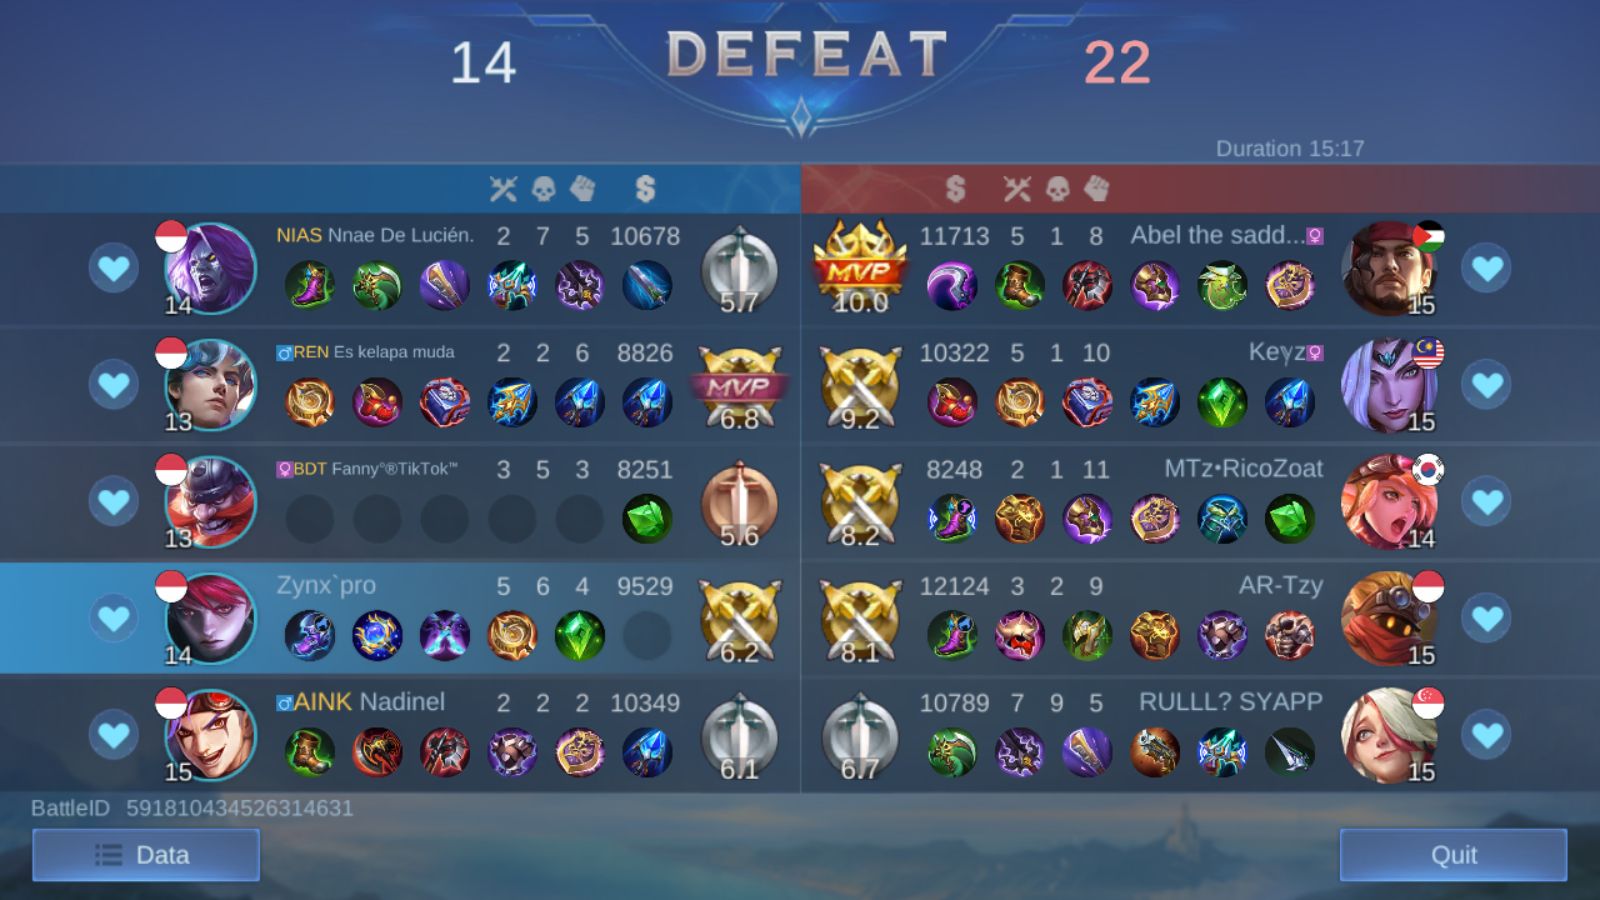 14 DEFEAT 22
Duration 15:17
NIAS Nnae De Lucién. 2 7 5 10678
14 5.7
MVP 10.0 11713 5 1 8 Abel the sadd...
15
REN Es kelapa muda 2 2 6 8826
13 MVP 6.8
10322 5 1 10 Keγz
9.2 15
BDT Fanny°®TikTok™ 3 5 3 8251
13 5.6
8248 2 1 11 MTz•RicoZoat
8.2 14
Zynx`pro 5 6 4 9529
14 6.2
12124 3 2 9 AR-Tzy
8.1 15
AINK Nadinel 2 2 2 10349
15 6.1
10789 7 9 5 RULLL? SYAPP
6.7 15
BattleID 591810434526314631
Data
Quit